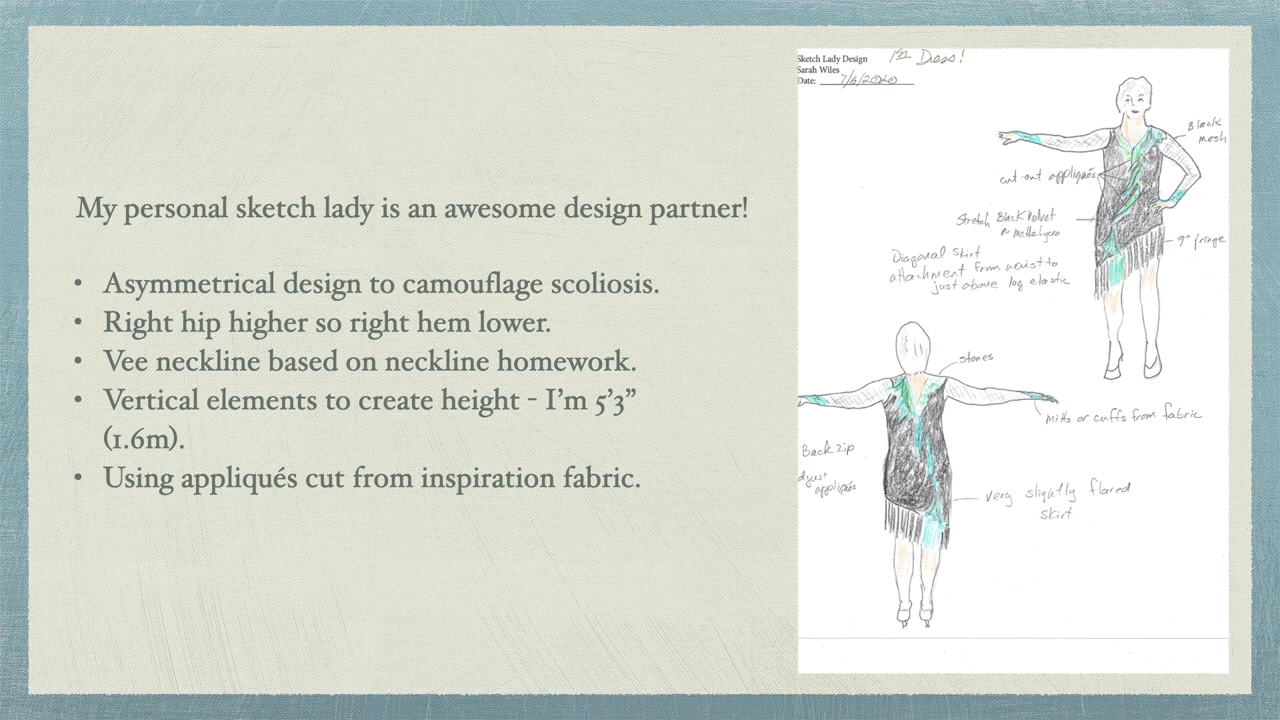 My personal sketch lady is an awesome design partner!
• Asymmetrical design to camouflage scoliosis.
• Right hip higher so right hem lower.
• Vee neckline based on neckline homework.
• Vertical elements to create height - I’m 5’3”
(1.6m).
• Using appliqués cut from inspiration fabric.
Sketch Lady Design
Sarah Wiles
Date: 7/6/2020
1st Dress!
Black
mesh
cut-out appliqués
Stretch Black Velvet
or matte Lycra
9" fringe
Diagonal skirt
attachment from waist to
just above leg elastic
stones
Mitts or cuffs from fabric
Back zip
djust
appliqués
very slightly flared
skirt